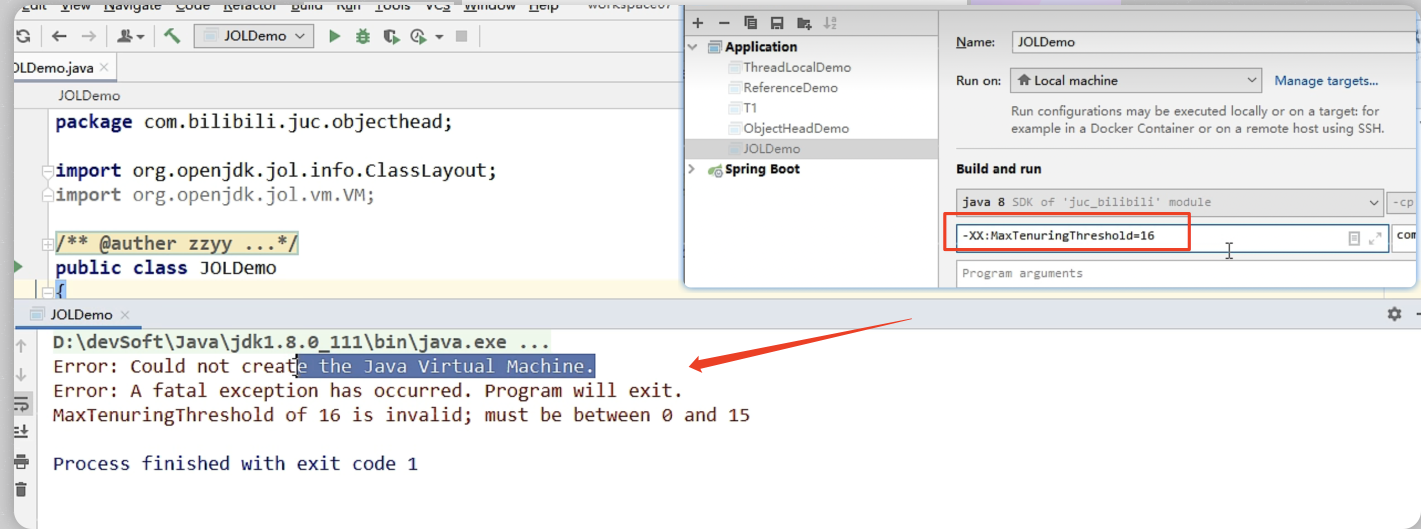 Edit View Navigate Code Refactor Build Run Tools VCS Window Help
JOLDemo
OLDemo.java
JOLDemo
package com.bilibili.juc.objecthead;
import org.openjdk.jol.info.ClassLayout;
import org.openjdk.jol.vm.VM;
/** @auther zzyy ...*/
public class JOLDemo
{
Application
ThreadLocalDemo
ReferenceDemo
T1
ObjectHeadDemo
JOLDemo
Spring Boot
Name: JOLDemo
Run on: Local machine Manage targets...
Run configurations may be executed locally or on a target: for
example in a Docker Container or on a remote host using SSH.
Build and run
java 8 SDK of 'juc_bilibili' module -cp
-XX:MaxTenuringThreshold=16 com
Program arguments
JOLDemo
D:\devSoft\Java\jdk1.8.0_111\bin\java.exe ...
Error: Could not create the Java Virtual Machine.
Error: A fatal exception has occurred. Program will exit.
MaxTenuringThreshold of 16 is invalid; must be between 0 and 15
Process finished with exit code 1